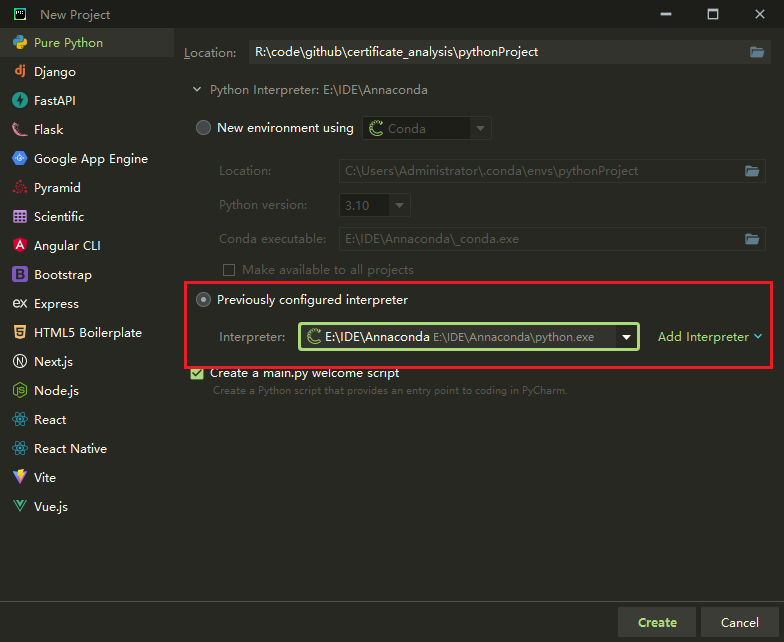 New Project
Pure Python
Django
FastAPI
Flask
Google App Engine
Pyramid
Scientific
Angular CLI
Bootstrap
Express
HTML5 Boilerplate
Next.js
Node.js
React
React Native
Vite
Vue.js
Location: R:\code\github\certificate_analysis\pythonProject
Python Interpreter: E:\IDE\Annaconda
New environment using Conda
Location: C:\Users\Administrator\.conda\envs\pythonProject
Python version: 3.10
Conda executable: E:\IDE\Annaconda\_conda.exe
Make available to all projects
Previously configured interpreter
Interpreter: E:\IDE\Annaconda E:\IDE\Annaconda\python.exe Add Interpreter
Create a main.py welcome script
Create a Python script that provides an entry point to coding in PyCharm.
Create Cancel